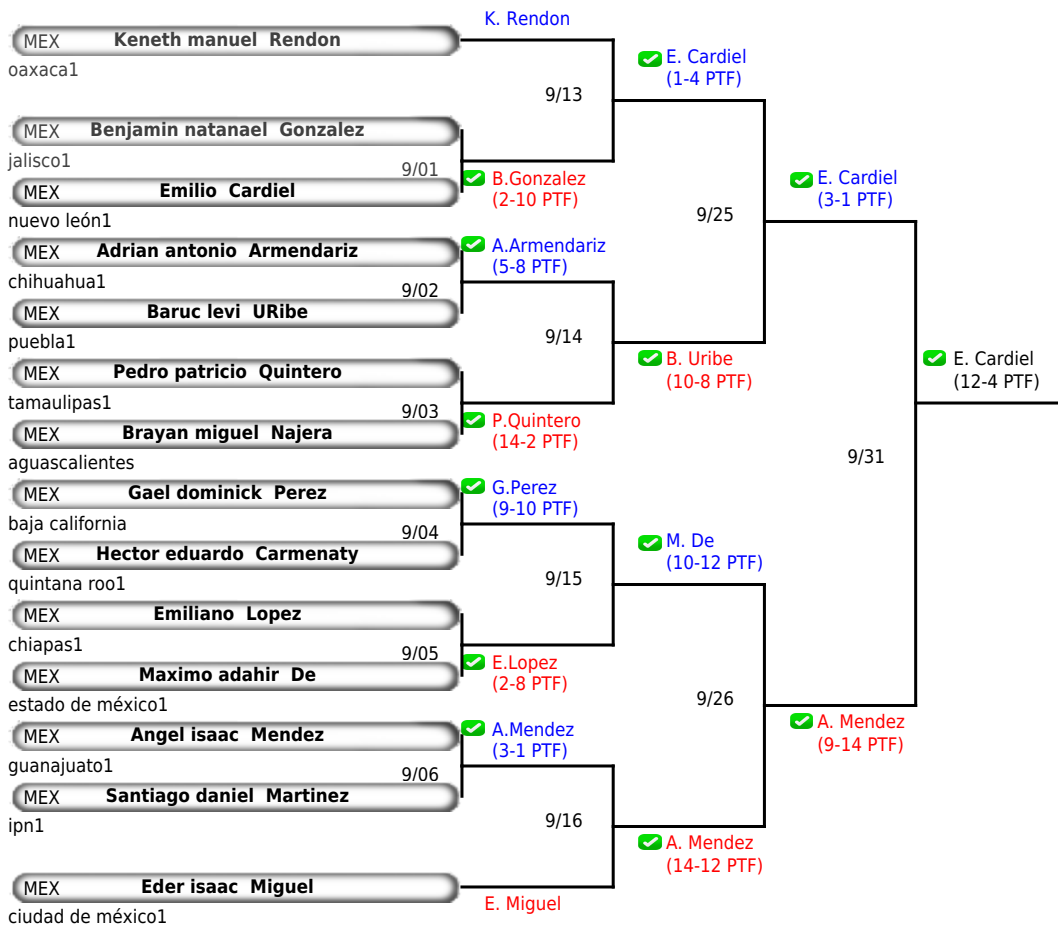 K. Rendon
MEX Keneth manuel Rendon
oaxaca1
E. Cardiel
(1-4 PTF)
9/13
MEX Benjamin natanael Gonzalez
jalisco1
9/01
B.Gonzalez
(2-10 PTF)
MEX Emilio Cardiel
nuevo león1
E. Cardiel
(3-1 PTF)
9/25
MEX Adrian antonio Armendariz
chihuahua1
A.Armendariz
(5-8 PTF)
9/02
MEX Baruc levi URibe
puebla1
9/14
B. Uribe
(10-8 PTF)
MEX Pedro patricio Quintero
tamaulipas1
9/03
P.Quintero
(14-2 PTF)
MEX Brayan miguel Najera
aguascalientes
E. Cardiel
(12-4 PTF)
9/31
MEX Gael dominick Perez
baja california
G.Perez
(9-10 PTF)
9/04
MEX Hector eduardo Carmenaty
quintana roo1
M. De
(10-12 PTF)
9/15
MEX Emiliano Lopez
chiapas1
9/05
E.Lopez
(2-8 PTF)
MEX Maximo adahir De
estado de méxico1
9/26
A. Mendez
(9-14 PTF)
MEX Angel isaac Mendez
guanajuato1
A.Mendez
(3-1 PTF)
9/06
MEX Santiago daniel Martinez
ipn1
9/16
A. Mendez
(14-12 PTF)
MEX Eder isaac Miguel
ciudad de méxico1
E. Miguel